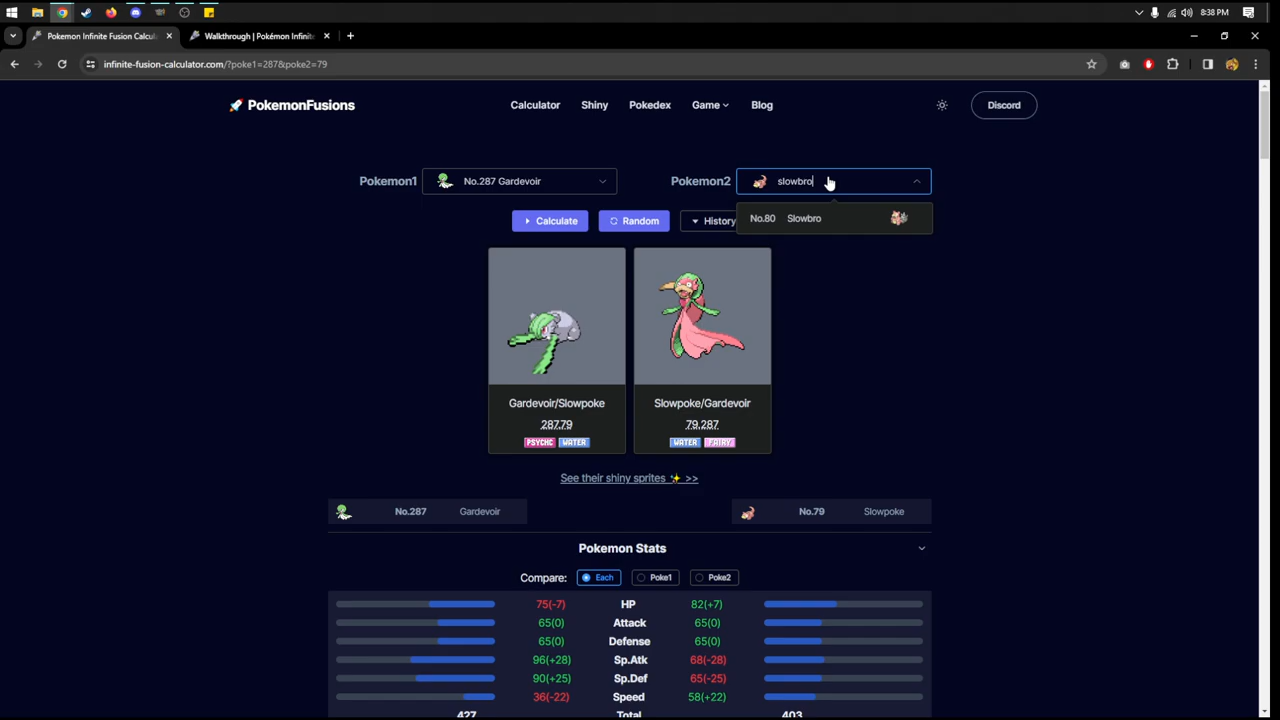 8:38 PM
Pokemon Infinite Fusion Calcula
Walkthrough | Pokémon Infinite
infinite-fusion-calculator.com/?poke1=287&poke2=79
PokemonFusions
Calculator
Shiny
Pokedex
Game
Blog
Discord
Pokemon1
No.287 Gardevoir
Pokemon2
slowbro
No.80 Slowbro
Calculate
Random
History
Gardevoir/Slowpoke
287.79
PSYCHC WATER
Slowpoke/Gardevoir
79.287
WATER FAIRY
See their shiny sprites ✨ >>
No.287 Gardevoir
No.79 Slowpoke
Pokemon Stats
Compare: Each Poke1 Poke2
75(-7) HP 82(+7)
65(0) Attack 65(0)
65(0) Defense 65(0)
96(+28) Sp.Atk 68(-28)
90(+25) Sp.Def 65(-25)
36(-22) Speed 58(+22)
427 Total 403